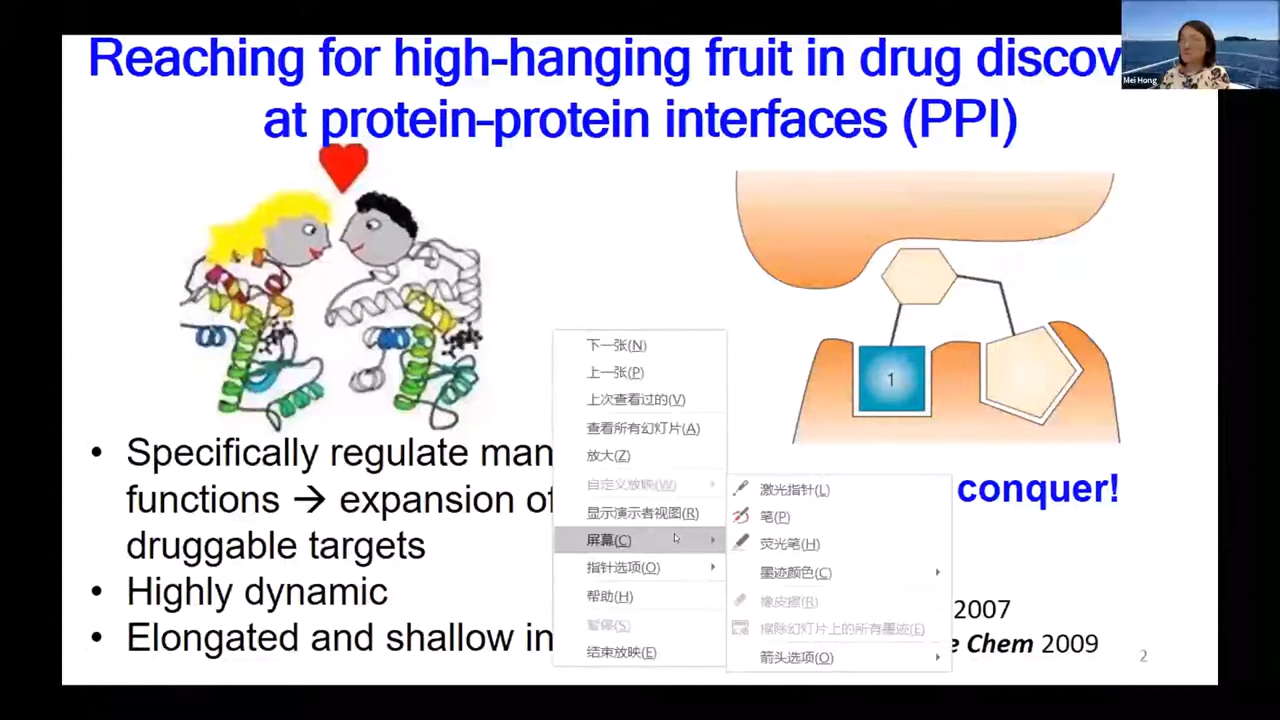 Reaching for high-hanging fruit in drug discov
at protein-protein interfaces (PPI)
Mei Hong
1
• Specifically regulate man
functions → expansion of
druggable targets
• Highly dynamic
• Elongated and shallow in
conquer!
2007
e Chem 2009
2
下一张(N)
上一张(P)
上次查看过的(V)
查看所有幻灯片(A)
放大(Z)
自定义放映(W)
显示演示者视图(R)
屏幕(C)
指针选项(O)
帮助(H)
暂停(S)
结束放映(E)
激光指针(L)
笔(P)
荧光笔(H)
墨迹颜色(C)
橡皮擦(R)
擦除幻灯片上的所有墨迹(E)
箭头选项(O)